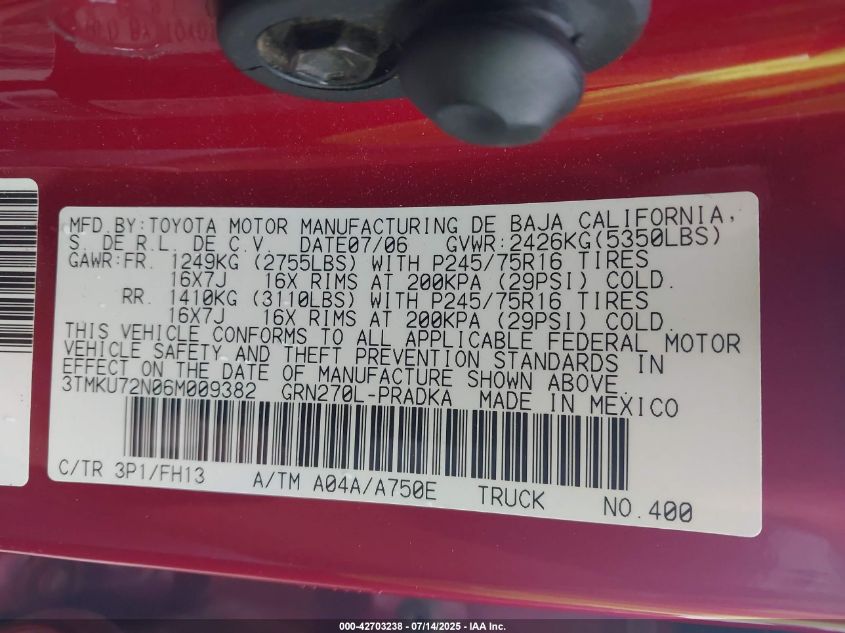 MFD.BY:TOYOTA MOTOR MANUFACTURING DE BAJA CALIFORNIA,
S. DE R.L. DE C.V. DATE07/06 GVWR:2426KG(5350LBS)
GAWR:FR. 1249KG (2755LBS) WITH P245/75R16 TIRES
16X7J 16X RIMS AT 200KPA (29PSI) COLD.
RR. 1410KG (3110LBS) WITH P245/75R16 TIRES
16X7J 16X RIMS AT 200KPA (29PSI) COLD.
THIS VEHICLE CONFORMS TO ALL APPLICABLE FEDERAL MOTOR
VEHICLE SAFETY AND THEFT PREVENTION STANDARDS IN
EFFECT ON THE DATE OF MANUFACTURE SHOWN ABOVE.
3TMKU72N06M009382 GRN270L-PRADKA MADE IN MEXICO
C/TR 3P1/FH13 A/TM A04A/A750E TRUCK NO.400
000-42703238 - 07/14/2025 - IAA Inc.